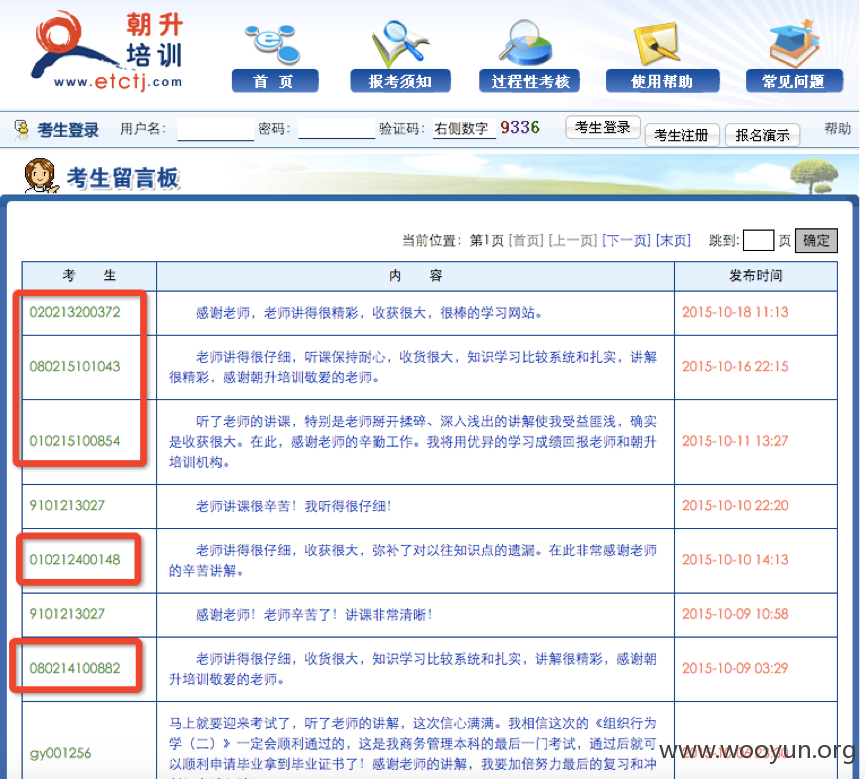 朝升
培训
www.etctj.com
首 页
报考须知
过程性考核
使用帮助
常见问题
考生登录 用户名： 密码： 验证码： 右侧数字 9336 考生登录 考生注册 报名演示 帮助
考生留言板
当前位置：第1页 [首页] [上一页] [下一页] [末页] 跳到: 页 确定
考 生 内 容 发布时间
020213200372 感谢老师，老师讲得很精彩，收获很大，很棒的学习网站。 2015-10-18 11:13
老师讲得很仔细，听课保持耐心，收货很大，知识学习比较系统和扎实，讲解
080215101043 2015-10-16 22:15
很精彩，感谢朝升培训敬爱的老师。
听了老师的讲课，特别是老师掰开揉碎、深入浅出的讲解使我受益匪浅，确实
010215100854 是收获很大。在此，感谢老师的辛勤工作。我将用优异的学习成绩回报老师和朝升 2015-10-11 13:27
培训机构。
9101213027 老师讲课很辛苦！我听得很仔细！ 2015-10-10 22:20
老师讲得很仔细，收获很大，弥补了对以往知识点的遗漏。在此非常感谢老师
010212400148 2015-10-10 14:13
的辛苦讲解。
9101213027 感谢老师！老师辛苦了！讲课非常清晰！ 2015-10-09 10:58
老师讲得很仔细，收货很大，知识学习比较系统和扎实，讲解很精彩，感谢朝
080214100882 2015-10-09 03:29
升培训敬爱的老师。
马上就要迎来考试了，听了老师的讲解，这次信心满满。我相信这次的《组织行为
学（二）》一定会顺利通过的，这是我商务管理本科的最后一门考试，通过后就可
gy001256 www.wooyun.org
以顺利申请毕业拿到毕业证书了！感谢老师的讲解，我要加倍努力最后的复习和冲